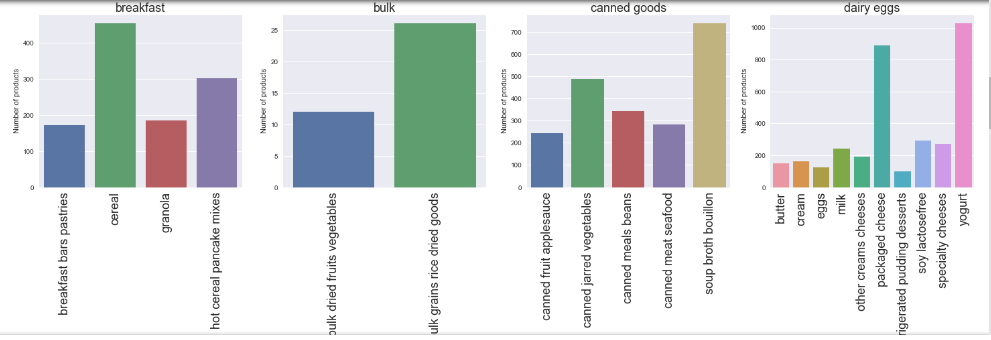 breakfast
Number of products
400
300
200
100
0
breakfast bars pastries
cereal
granola
hot cereal pancake mixes
bulk
Number of products
25
20
15
10
5
0
bulk dried fruits vegetables
ulk grains rice dried goods
canned goods
Number of products
700
600
500
400
300
200
100
0
canned fruit applesauce
canned jarred vegetables
canned meals beans
canned meat seafood
soup broth bouillon
dairy eggs
Number of products
1000
800
600
400
200
0
butter
cream
eggs
milk
other creams cheeses
packaged cheese
rigerated pudding desserts
soy lactosefree
specialty cheeses
yogurt